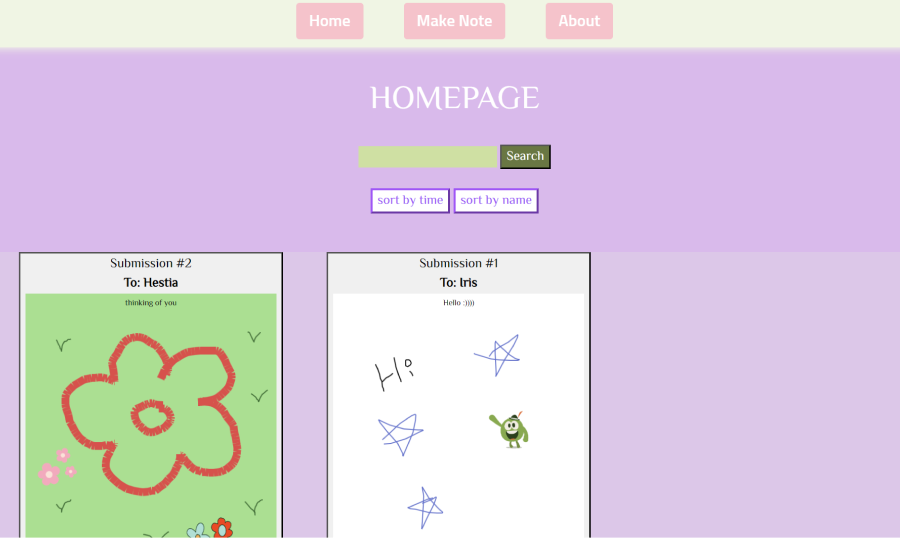 Home Make Note About
HOMEPAGE
Search
sort by time sort by name
Submission #2
To: Hestia
thinking of you
Submission #1
To: Iris
Hello :))))
Hi